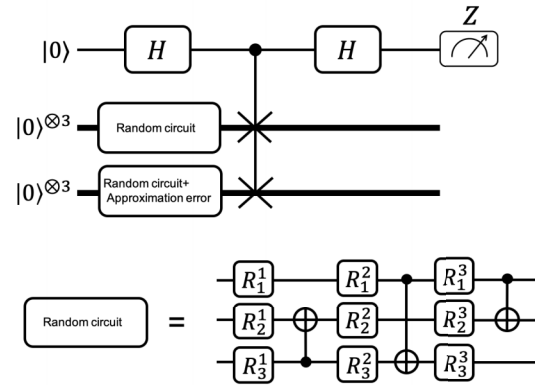 Z
|0⟩ H H
|0⟩^{⊗3} Random circuit
|0⟩^{⊗3} Random circuit+
Approximation error
R_1^1 R_1^2 R_1^3
Random circuit = R_2^1 R_2^2 R_2^3
R_3^1 R_3^2 R_3^3